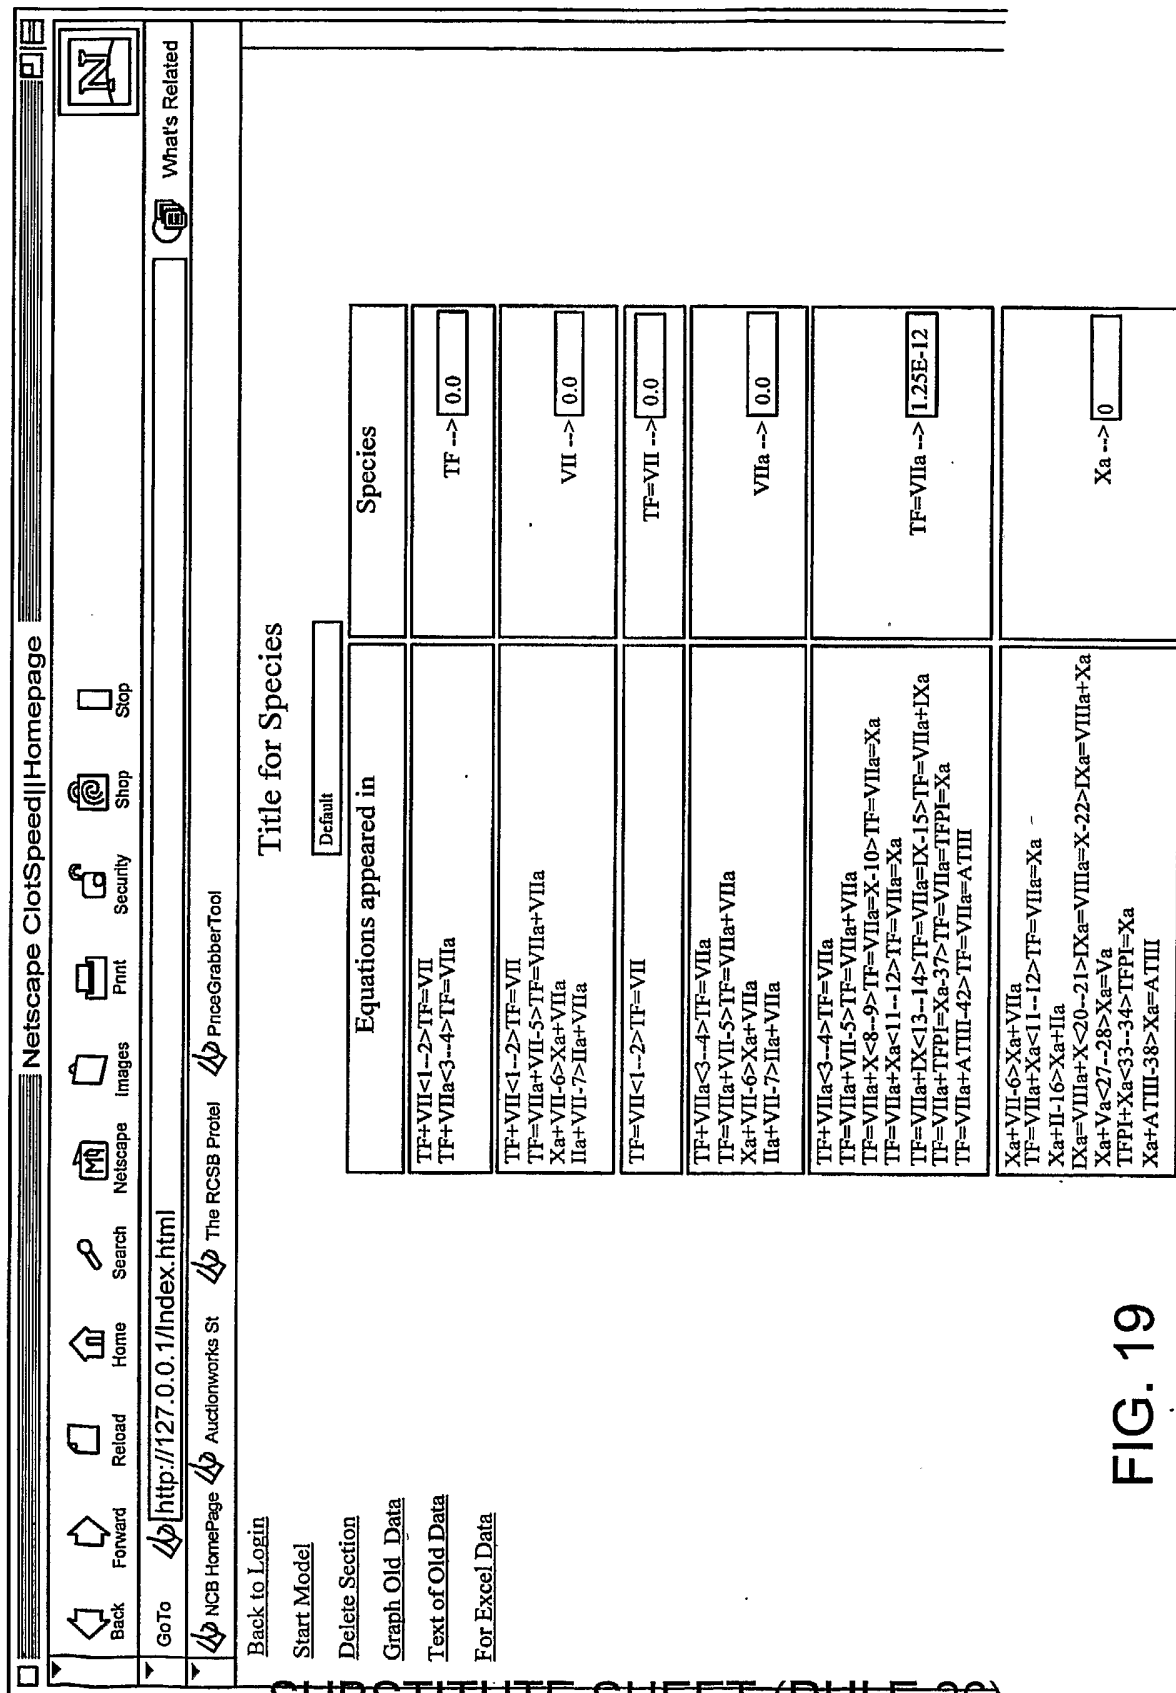 Netscape ClotSpeed||Homepage
N
Back
Forward
Reload
Home
Search
Netscape
Images
Print
Security
Shop
Stop
GoTo
http://127.0.0.1/Index.html
What's Related
NCB HomePage
Auctionworks St
The RCSB Protel
PriceGrabberTool
Back to Login
Start Model
Delete Section
Graph Old Data
Text of Old Data
For Excel Data
Title for Species
Default
Equations appeared in
Species
TF+VII<1--2>TF=VII
TF+VIIa<3--4>TF=VIIa
TF --> 0.0
TF+VII<1--2>TF=VII
TF=VIIa+VII-5>TF=VIIa+VIIa
Xa+VII-6>Xa+VIIa
IIa+VII-7>IIa+VIIa
VII --> 0.0
TF=VII<1--2>TF=VII
TF=VII --> 0.0
TF+VIIa<3--4>TF=VIIa
TF=VIIa+VII-5>TF=VIIa+VIIa
Xa+VII-6>Xa+VIIa
IIa+VII-7>IIa+VIIa
VIIa --> 0.0
TF+VIIa<3--4>TF=VIIa
TF=VIIa+VII-5>TF=VIIa+VIIa
TF=VIIa+X<8--9>TF=VIIa=X-10>TF=VIIa=Xa
TF=VIIa+Xa<11--12>TF=VIIa=Xa
TF=VIIa+IX<13--14>TF=VIIa=IX-15>TF=VIIa+IXa
TF=VIIa+TFPI=Xa-37>TF=VIIa=TFPI=Xa
TF=VIIa+ATIII-42>TF=VIIa=ATIII
TF=VIIa --> 1.25E-12
Xa+VII-6>Xa+VIIa
TF=VIIa+Xa<11--12>TF=VIIa=Xa
Xa+II-16>Xa+IIa
IXa=VIIIa+X<20--21>IXa=VIIIa=X-22>IXa=VIIIa+Xa
Xa+Va<27--28>Xa=Va
TFPI+Xa<33--34>TFPI=Xa
Xa+ATIII-38>Xa=ATIII
Xa --> 0
FIG. 19
SUBSTITUTE SHEET (RULE 26)